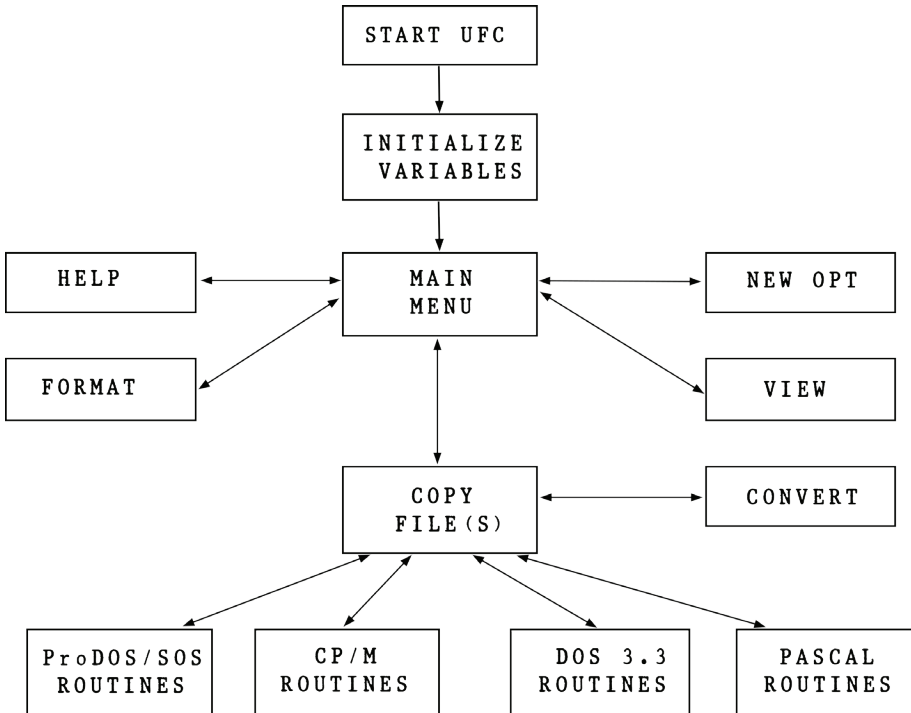 START UFC
INITIALIZE
VARIABLES
HELP
MAIN
MENU
NEW OPT
FORMAT
VIEW
COPY
FILE(S)
CONVERT
ProDOS/SOS
ROUTINES
CP/M
ROUTINES
DOS 3.3
ROUTINES
PASCAL
ROUTINES